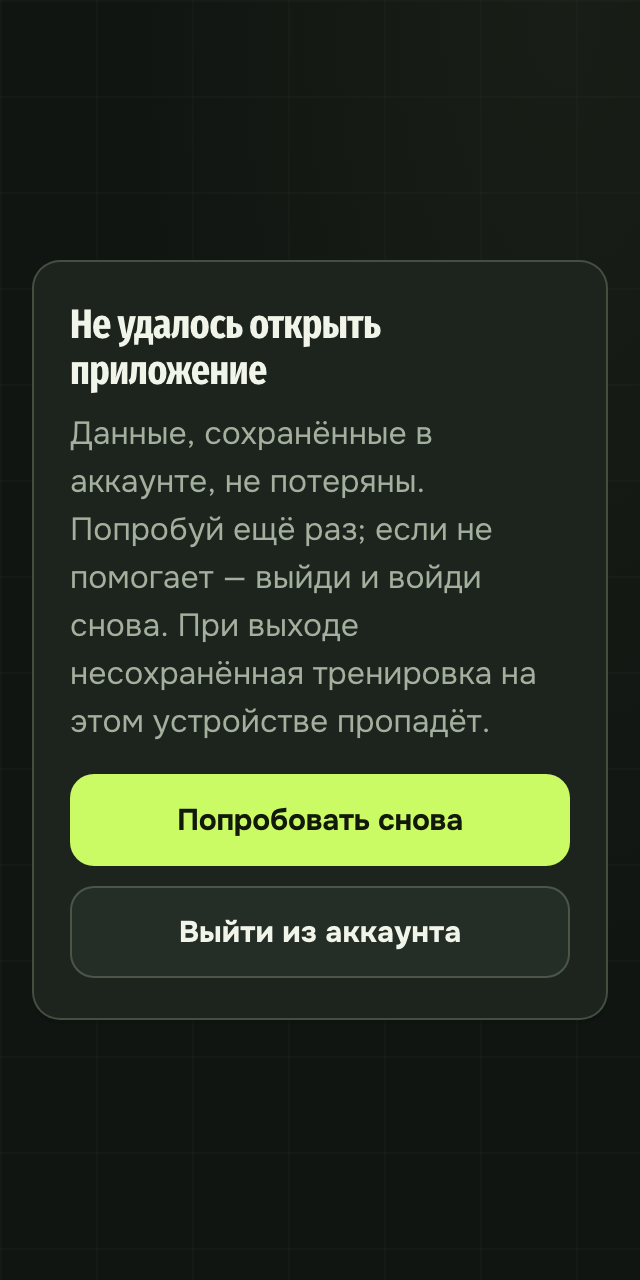 Не удалось открыть
приложение
Данные, сохранённые в
аккаунте, не потеряны.
Попробуй ещё раз; если не
помогает — выйди и войди
снова. При выходе
несохранённая тренировка на
этом устройстве пропадёт.
Попробовать снова
Выйти из аккаунта